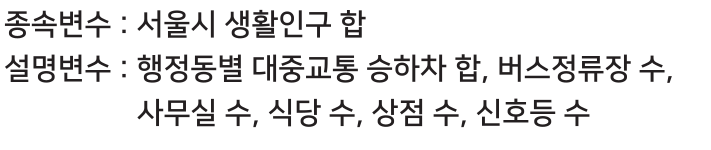 종속변수 : 서울시 생활인구 합
설명변수 : 행정동별 대중교통 승하차 합, 버스정류장 수,
사무실 수, 식당 수, 상점 수, 신호등 수